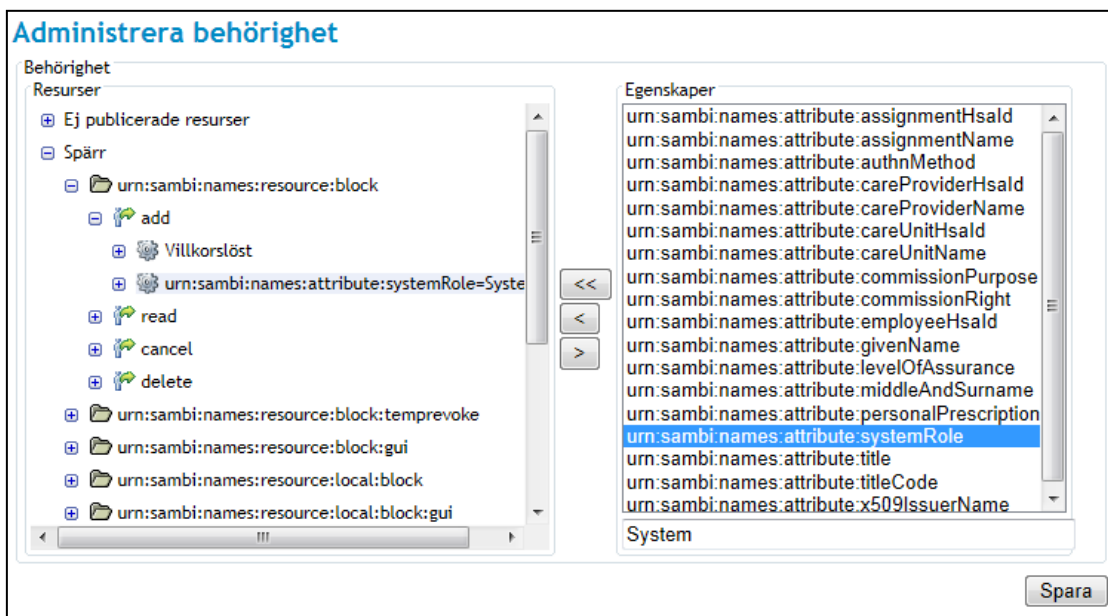 Administrera behörighet
Behörighet
Resurser
Ej publicerade resurser
Spärr
urn:sambi:names:resource:block
add
Villkorslöst
urn:sambi:names:attribute:systemRole=Syste
read
cancel
delete
urn:sambi:names:resource:block:temprevoke
urn:sambi:names:resource:block:gui
urn:sambi:names:resource:local:block
urn:sambi:names:resource:local:block:gui
<<
<
>
Egenskaper
urn:sambi:names:attribute:assignmentHsaId
urn:sambi:names:attribute:assignmentName
urn:sambi:names:attribute:authnMethod
urn:sambi:names:attribute:careProviderHsaId
urn:sambi:names:attribute:careProviderName
urn:sambi:names:attribute:careUnitHsaId
urn:sambi:names:attribute:careUnitName
urn:sambi:names:attribute:commissionPurpose
urn:sambi:names:attribute:commissionRight
urn:sambi:names:attribute:employeeHsaId
urn:sambi:names:attribute:givenName
urn:sambi:names:attribute:levelOfAssurance
urn:sambi:names:attribute:middleAndSurname
urn:sambi:names:attribute:personalPrescription
urn:sambi:names:attribute:systemRole
urn:sambi:names:attribute:title
urn:sambi:names:attribute:titleCode
urn:sambi:names:attribute:x509IssuerName
System
Spara